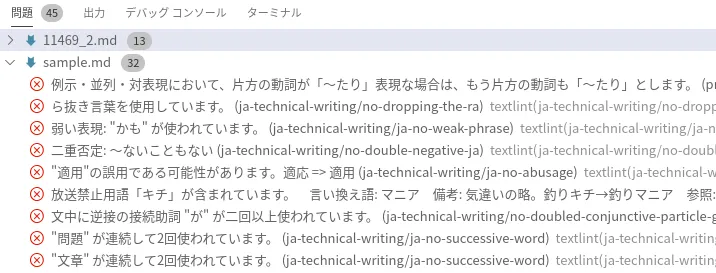 問題 45 出力 デバッグ コンソール ターミナル
11469_2.md 13
sample.md 32
例示・並列・対表現において、片方の動詞が「～たり」表現な場合は、もう片方の動詞も「～たり」とします。 (pr
ら抜き言葉を使用しています。 (ja-technical-writing/no-dropping-the-ra) textlint(ja-technical-writing/no-dropp
弱い表現: "かも" が使われています。 (ja-technical-writing/ja-no-weak-phrase) textlint(ja-technical-writing/ja-n
二重否定: 〜ないこともない (ja-technical-writing/no-double-negative-ja) textlint(ja-technical-writing/no-doubl
"適用"の誤用である可能性があります。適応 => 適用 (ja-technical-writing/ja-no-abusage) textlint(ja-technical-writing
放送禁止用語「キチ」が含まれています。 言い換え語: マニア 備考: 気違いの略。釣りキチ→釣りマニア 参照:
文中に逆接の接続助詞 "が" が二回以上使われています。 (ja-technical-writing/no-doubled-conjunctive-particle-g
"問題" が連続して2回使われています。 (ja-technical-writing/ja-no-successive-word) textlint(ja-technical-writing
"文章" が連続して2回使われています。 (ja-technical-writing/ja-no-successive-word) textlint(ja-technical-writing